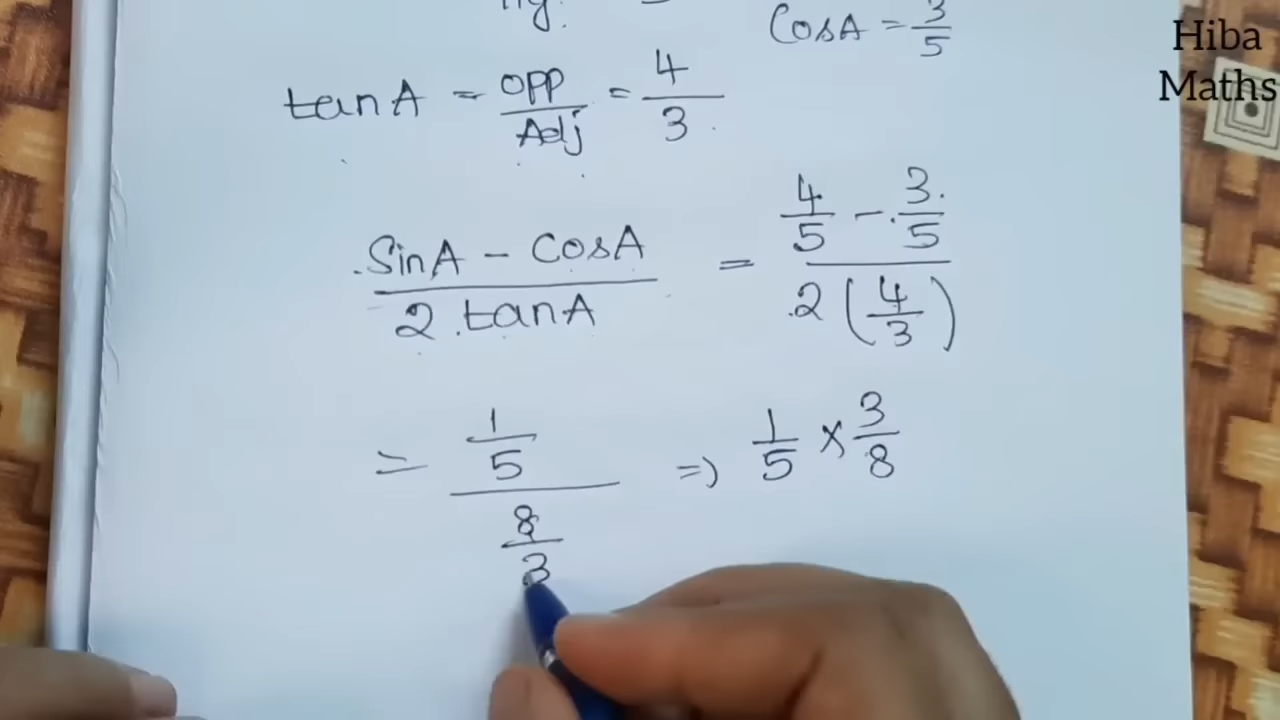 Hy.
CosA = 3/5
Hiba
Maths
tanA = OPP/Adj = 4/3
SinA - CosA / 2.tanA = 4/5 - 3/5 / 2(4/3)
= 1/5 / 8/3 => 1/5 × 3/8